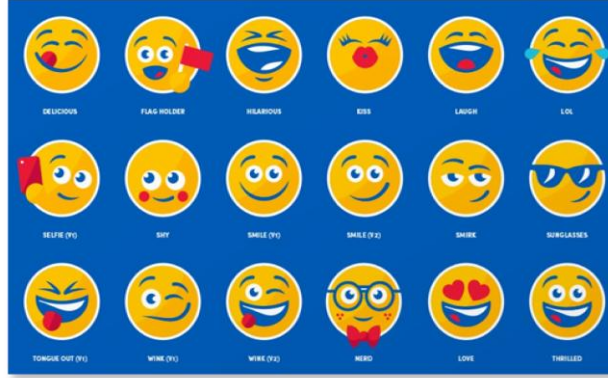 DELICIOUS
FLAG HOLDER
HILARIOUS
KISS
LAUGH
LOL
SELFIE (V1)
SHY
SMILE (V1)
SMILE (V2)
SMIRK
SUNGLASSES
TONGUE OUT (V1)
WINK (V1)
WINK (V2)
NERD
LOVE
THRILLED